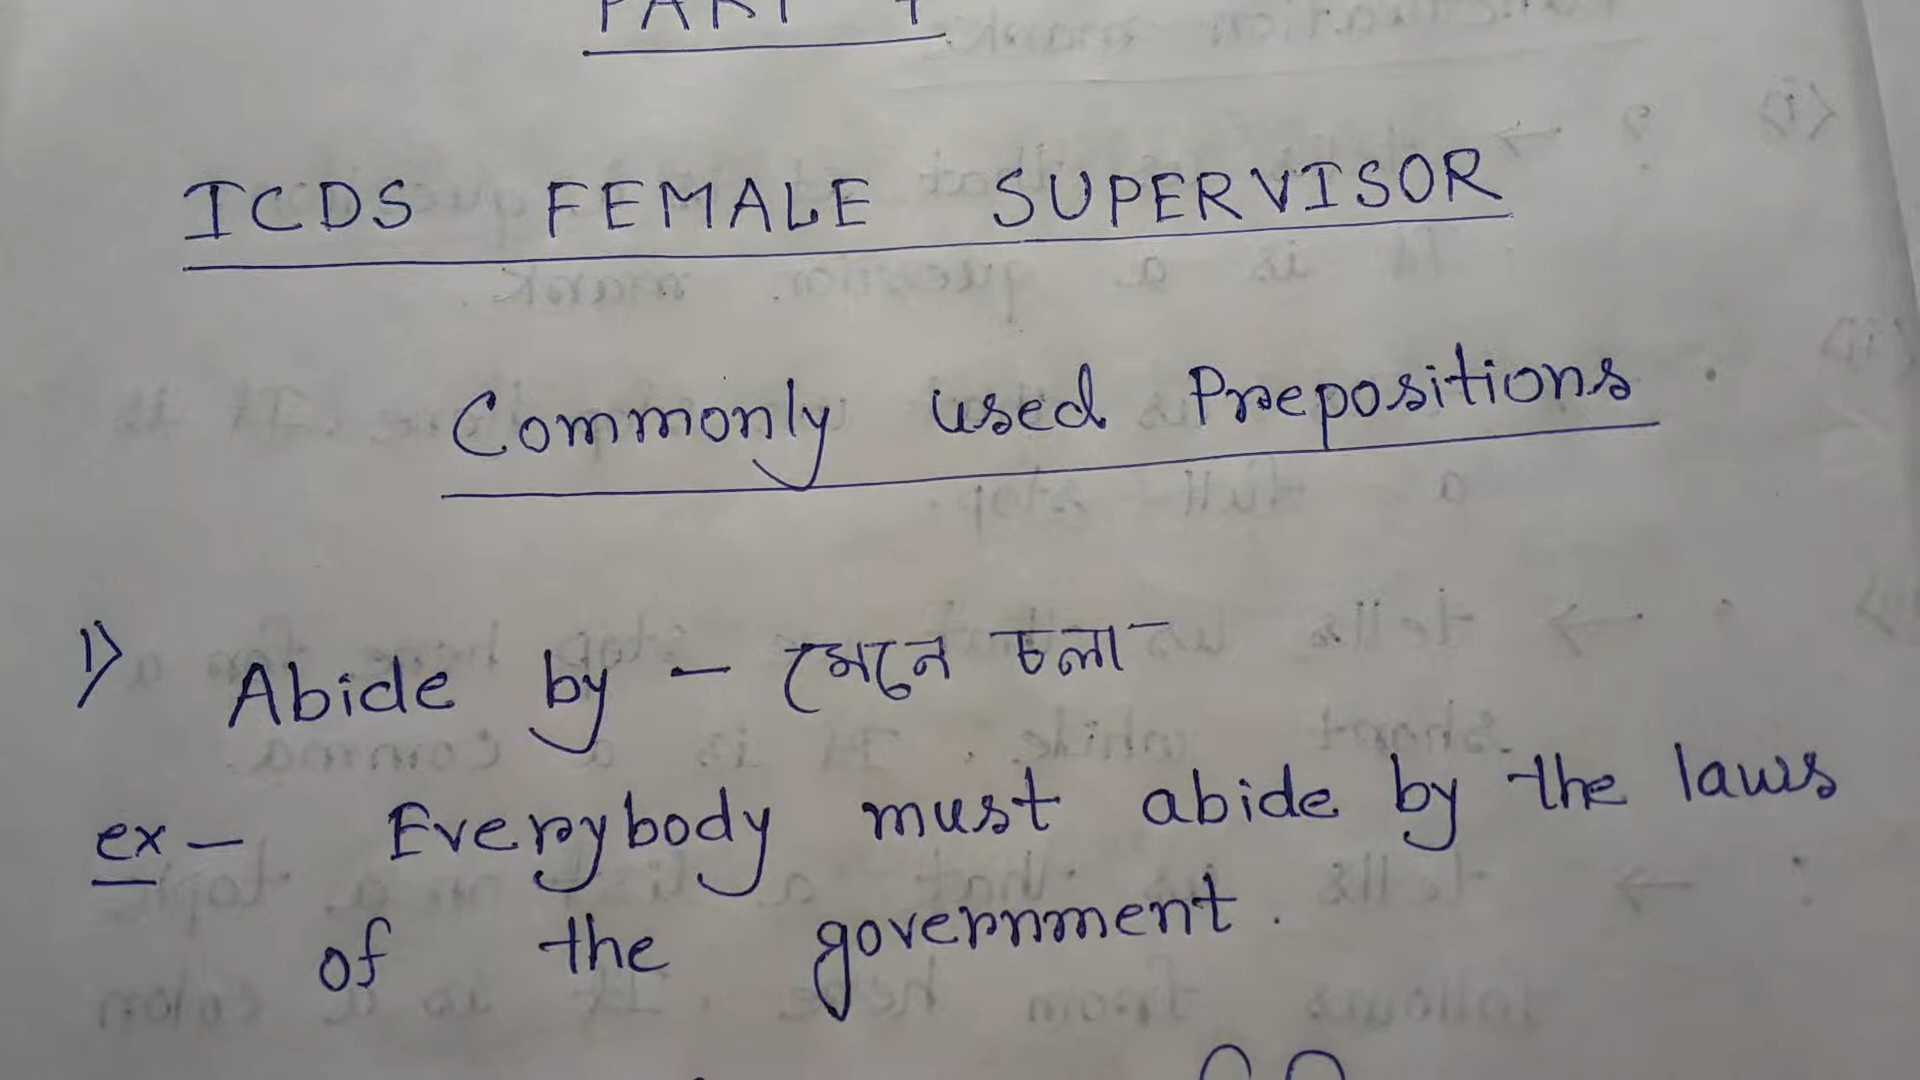 ICDS FEMALE SUPERVISOR
Commonly used Prepositions.
1) Abide by - মেনে চলা -
ex - Everybody must abide by the laws
of the government.